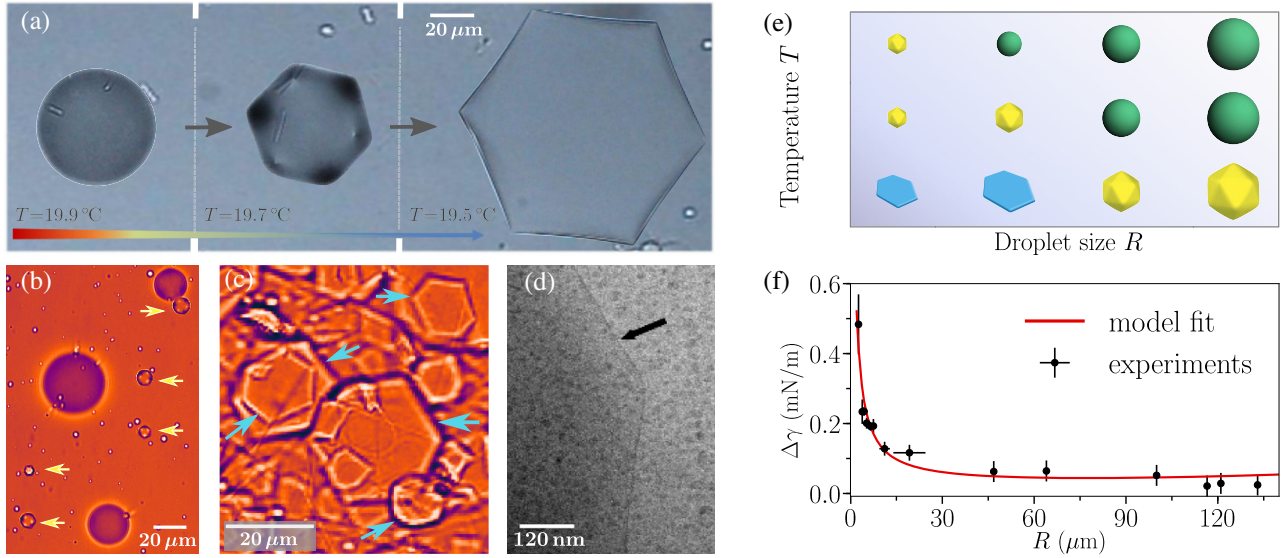 (a)
20 μm
T=19.9 °C
T=19.7 °C
T=19.5 °C
(b)
20 μm
(c)
20 μm
(d)
120 nm
(e)
Temperature T
Droplet size R
(f)
Δγ (mN/m)
0.6
0.4
0.2
0.0
model fit
experiments
0
30
60
90
120
R (μm)